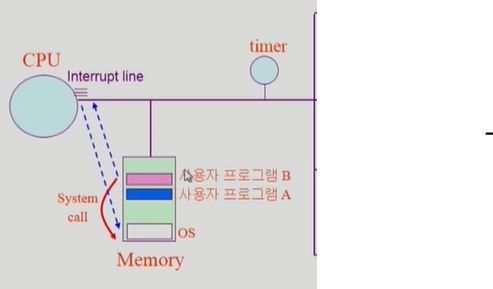 timer
CPU
Interrupt line
사용자 프로그램 B
사용자 프로그램 A
System
call
OS
Memory